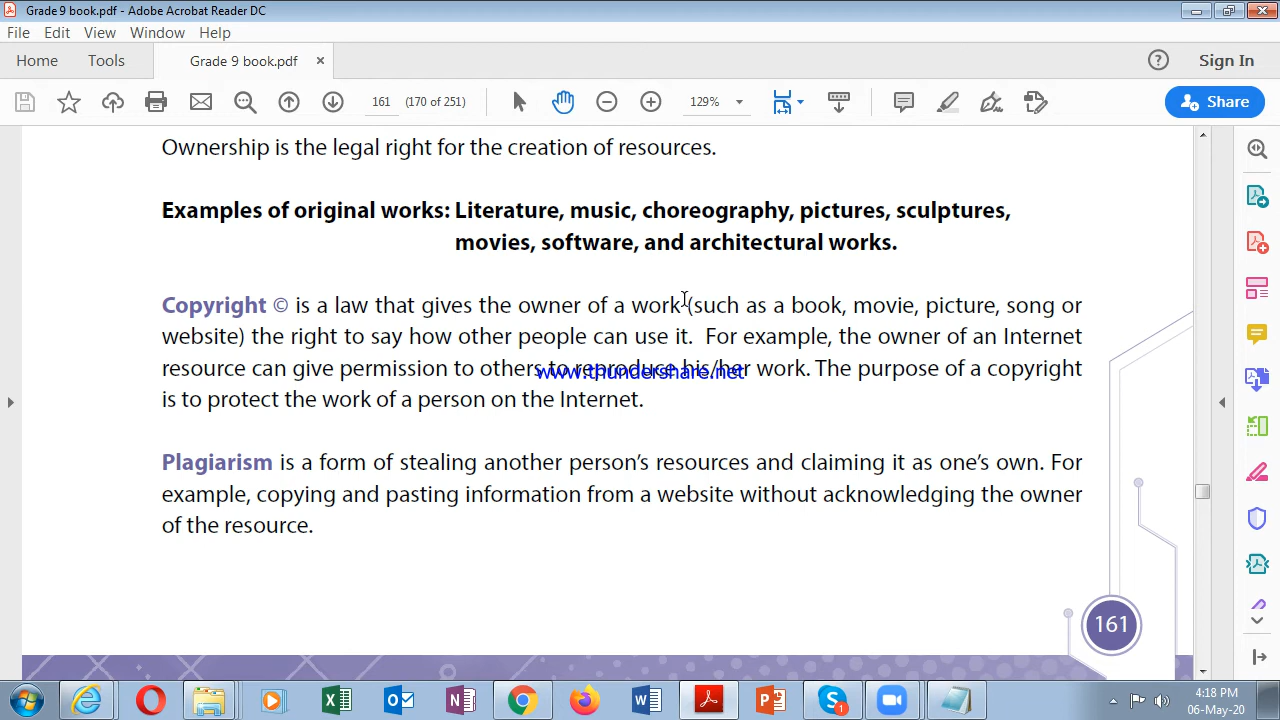 Grade 9 book.pdf - Adobe Acrobat Reader DC
File Edit View Window Help
Home Tools Grade 9 book.pdf × ? Sign In
161 (170 of 251) 129% Share
Ownership is the legal right for the creation of resources.
Examples of original works: Literature, music, choreography, pictures, sculptures,
movies, software, and architectural works.
Copyright © is a law that gives the owner of a work (such as a book, movie, picture, song or
website) the right to say how other people can use it. For example, the owner of an Internet
resource can give permission to others to reproduce his/her work. The purpose of a copyright
www.thundershare.net
is to protect the work of a person on the Internet.
Plagiarism is a form of stealing another person's resources and claiming it as one's own. For
example, copying and pasting information from a website without acknowledging the owner
of the resource.
161
4:18 PM
06-May-20